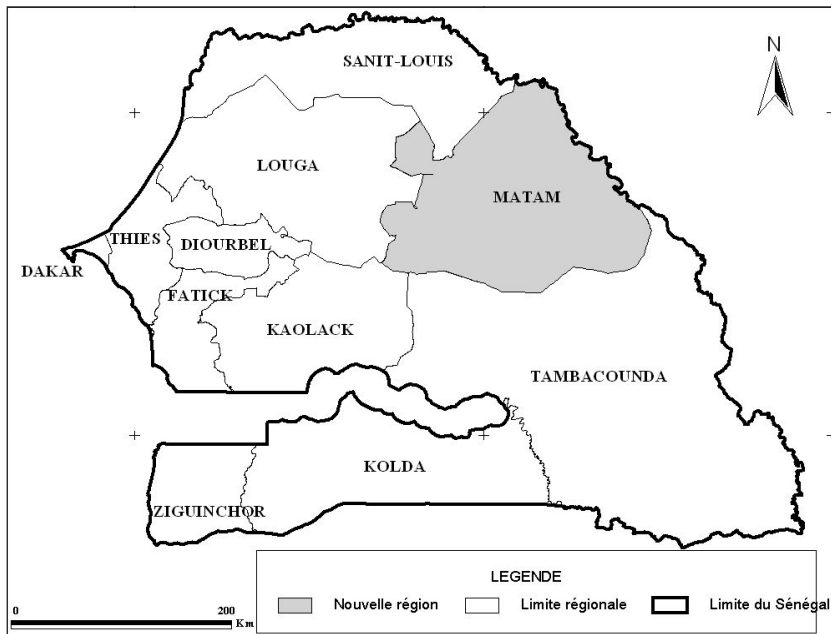 SANIT-LOUIS
N
LOUGA
MATAM
THIES
DIOURBEL
DAKAR
FATICK
KAOLACK
TAMBACOUNDA
KOLDA
ZIGUINCHOR
LEGENDE
Nouvelle région
Limite régionale
Limite du Sénégal
0 200
Km